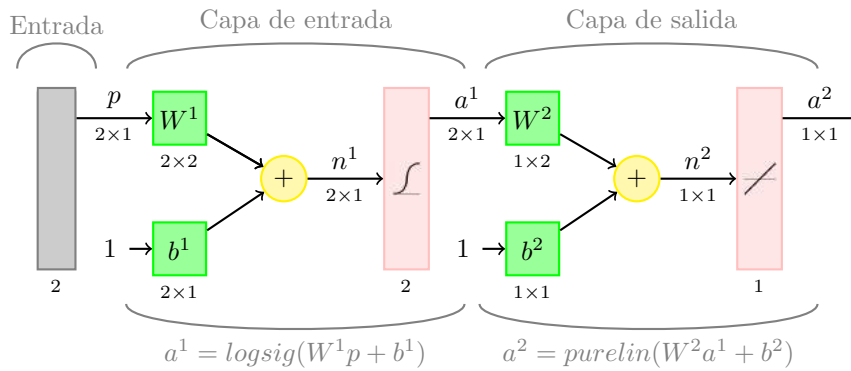 Entrada
Capa de entrada
Capa de salida
p
2×1
W¹
2×2
1
b¹
2×1
+
n¹
2×1
a¹
2×1
W²
1×2
1
b²
1×1
+
n²
1×1
a²
1×1
2
2
1
a¹ = logsig(W¹p + b¹)
a² = purelin(W²a¹ + b²)